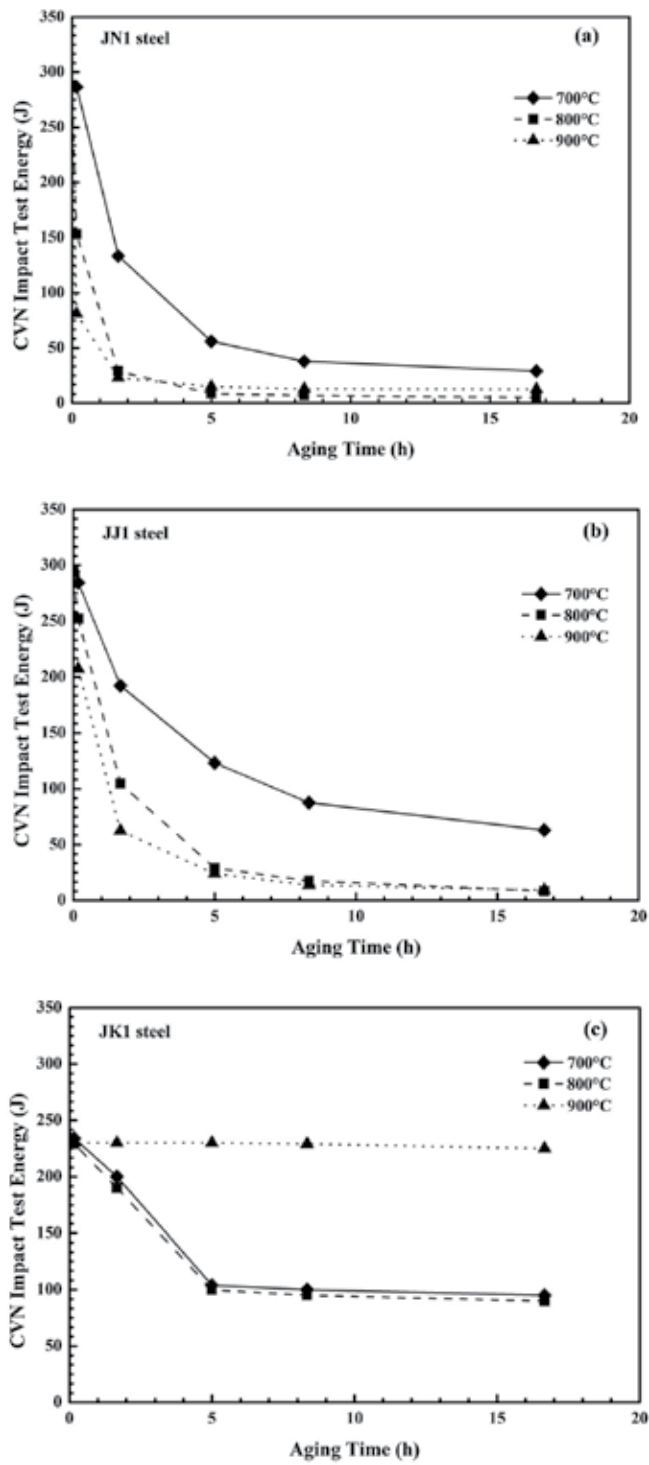 350
JN1 steel
(a)
300
700°C
800°C
900°C
250
200
150
100
50
0
0
5
10
15
20
CVN Impact Test Energy (J)
Aging Time (h)
350
JJ1 steel
(b)
300
700°C
800°C
900°C
250
200
150
100
50
0
0
5
10
15
20
CVN Impact Test Energy (J)
Aging Time (h)
350
JK1 steel
(c)
300
700°C
800°C
900°C
250
200
150
100
50
0
0
5
10
15
20
CVN Impact Test Energy (J)
Aging Time (h)